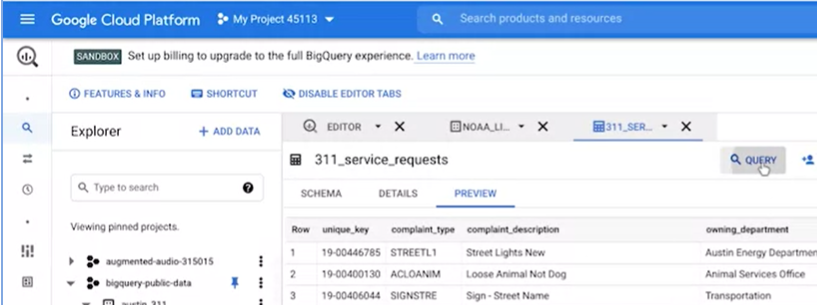 Google Cloud Platform My Project 45113 Search products and resources
SANDBOX Set up billing to upgrade to the full BigQuery experience. Learn more
FEATURES & INFO SHORTCUT DISABLE EDITOR TABS
Explorer + ADD DATA
EDITOR NOAA_LI... 311_SER...
311_service_requests QUERY
Type to search
SCHEMA DETAILS PREVIEW
Viewing pinned projects.
Row unique_key complaint_type complaint_description owning_department
1 19-00446785 STREETL1 Street Lights New Austin Energy Departmen
augmented-audio-315015
2 19-00400130 ACLOANIM Loose Animal Not Dog Animal Services Office
bigquery-public-data
3 19-00406044 SIGNSTRE Sign - Street Name Transportation
austin_311